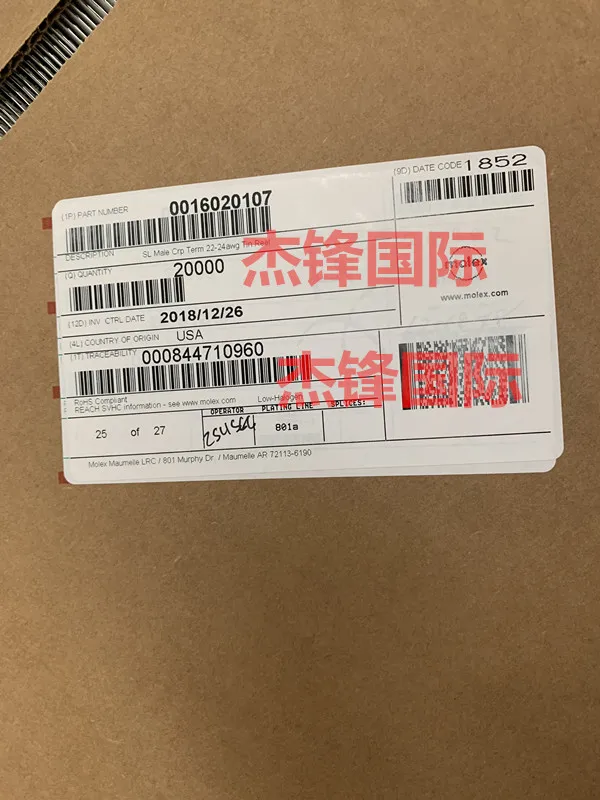 (9D) DATE CODE 1852
(1P) PART NUMBER 0016020107
DESCRIPTION SL Male Crp Term 22-24awg Tin Reel
杰锋国际
(Q) QUANTITY 20000
molex
www.molex.com
(12D) INV CTRL DATE 2018/12/26
(4L) COUNTRY OF ORIGIN USA
(1T) TRACEABILITY 000844710960
杰锋国际
RoHS Compliant Low-Halogen
REACH SVHC Information - see www.molex.com
OPERATOR PLATING LINE SPLICES:
25 of 27 801a
Molex Maumelle LRC / 801 Murphy Dr. / Maumelle AR 72113-6190